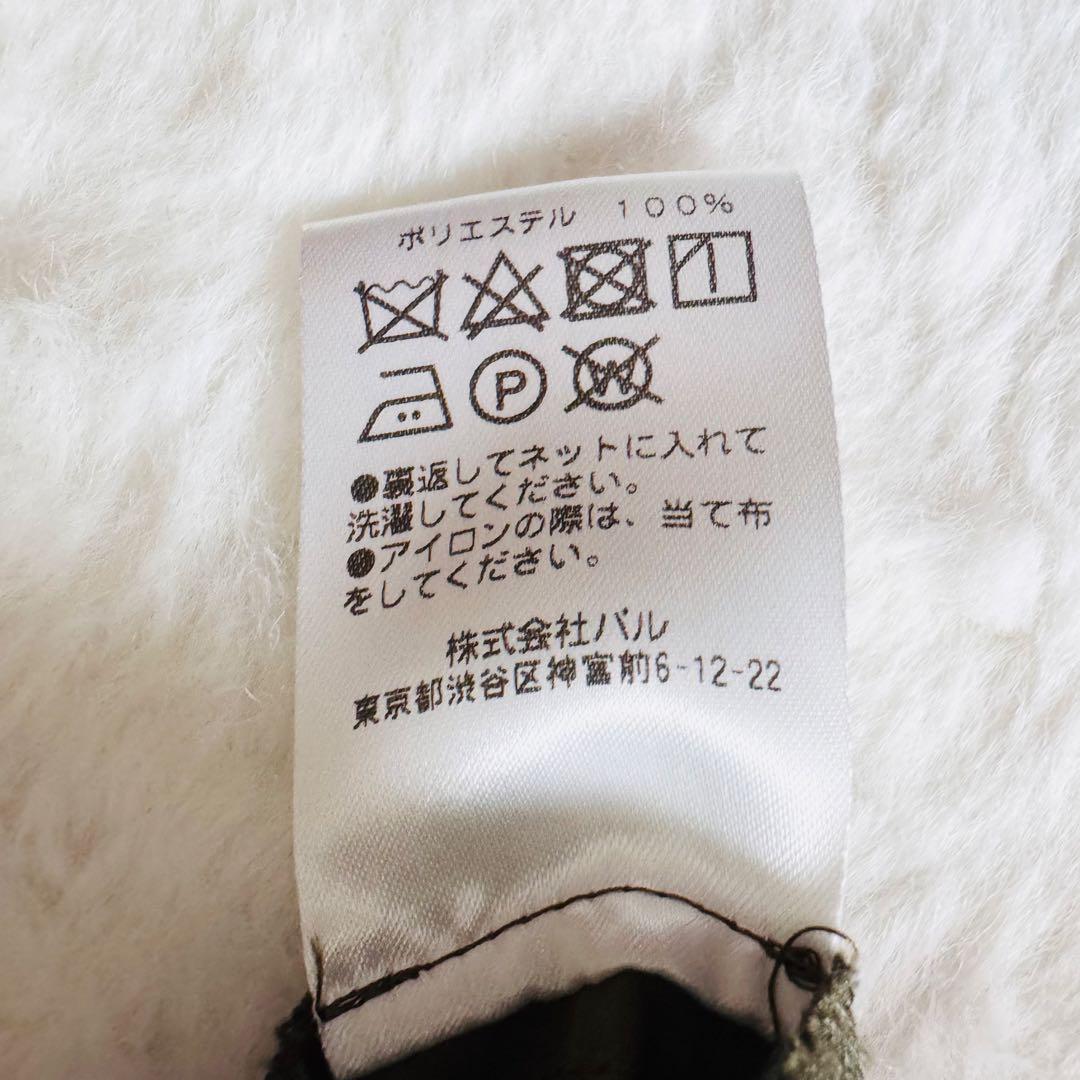 ポリエステル 100%
P W
●裏返してネットに入れて
洗濯してください。
●アイロンの際は、当て布
をしてください。
株式会社パル
東京都渋谷区神宮前6-12-22